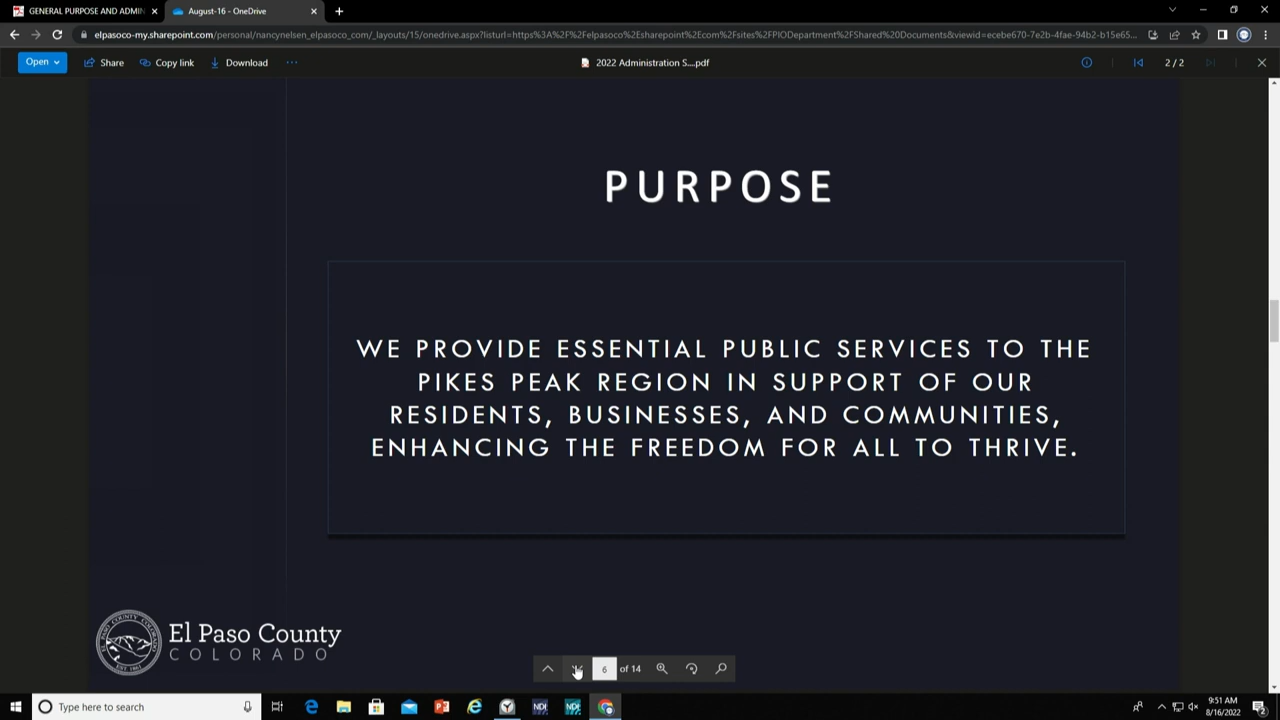 GENERAL PURPOSE AND ADMIN
August-16 - OneDrive
elpasoco-my.sharepoint.com/personal/nancynelsen_elpasoco_com/_layouts/15/onedrive.aspx?listurl=https%3A%2F%2Felpasoco%2Esharepoint%2Ecom%2Fsites%2FPIODepartment%2FShared%20Documents&viewid=ecebe670-7e2b-4fae-94b2-b15e65...
Open
Share
Copy link
Download
2022 Administration S....pdf
2 / 2
PURPOSE
WE PROVIDE ESSENTIAL PUBLIC SERVICES TO THE
PIKES PEAK REGION IN SUPPORT OF OUR
RESIDENTS, BUSINESSES, AND COMMUNITIES,
ENHANCING THE FREEDOM FOR ALL TO THRIVE.
El Paso County
COLORADO
6 of 14
Type here to search
9:51 AM
8/16/2022